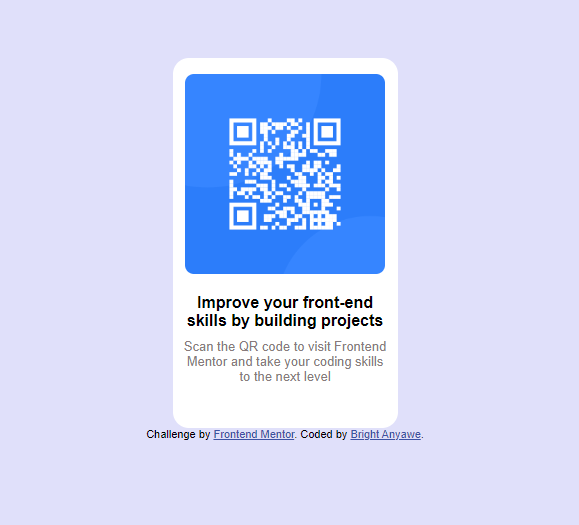 Improve your front-end
skills by building projects
Scan the QR code to visit Frontend
Mentor and take your coding skills
to the next level
Challenge by Frontend Mentor. Coded by Bright Anyawe.